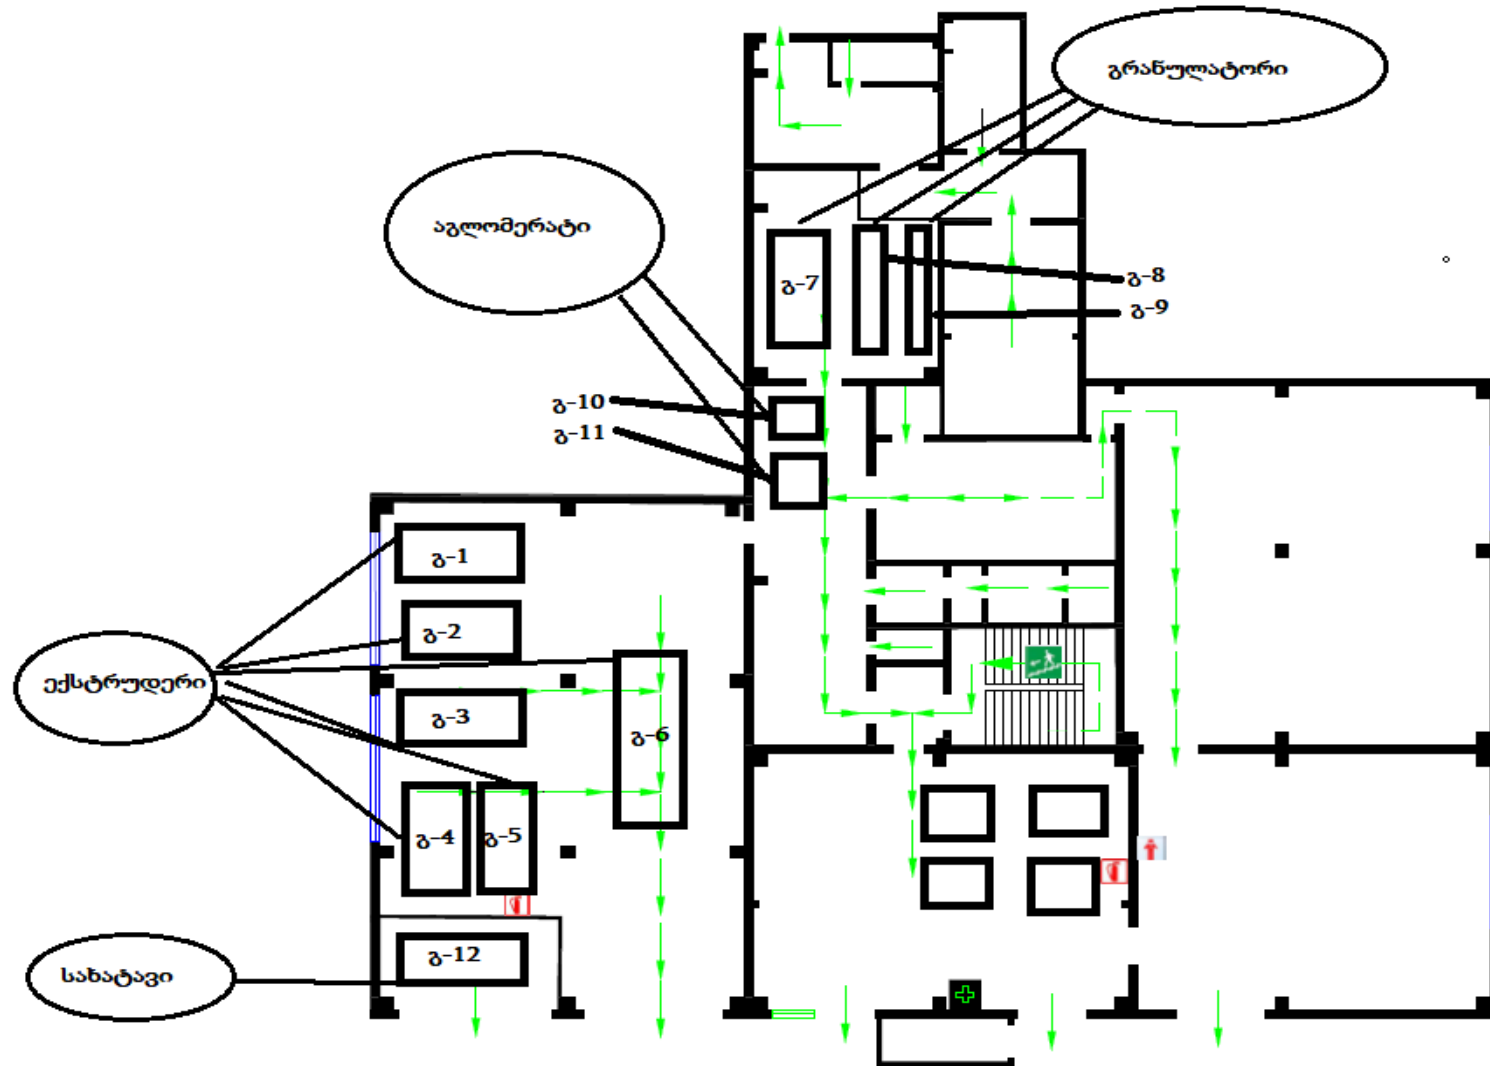 გრანულატორი
აგლომერატი
გ-7
გ-8
გ-9
გ-10
გ-11
გ-1
გ-2
ექსტრუდერი
გ-3
გ-6
გ-4
გ-5
გ-12
სახატავი